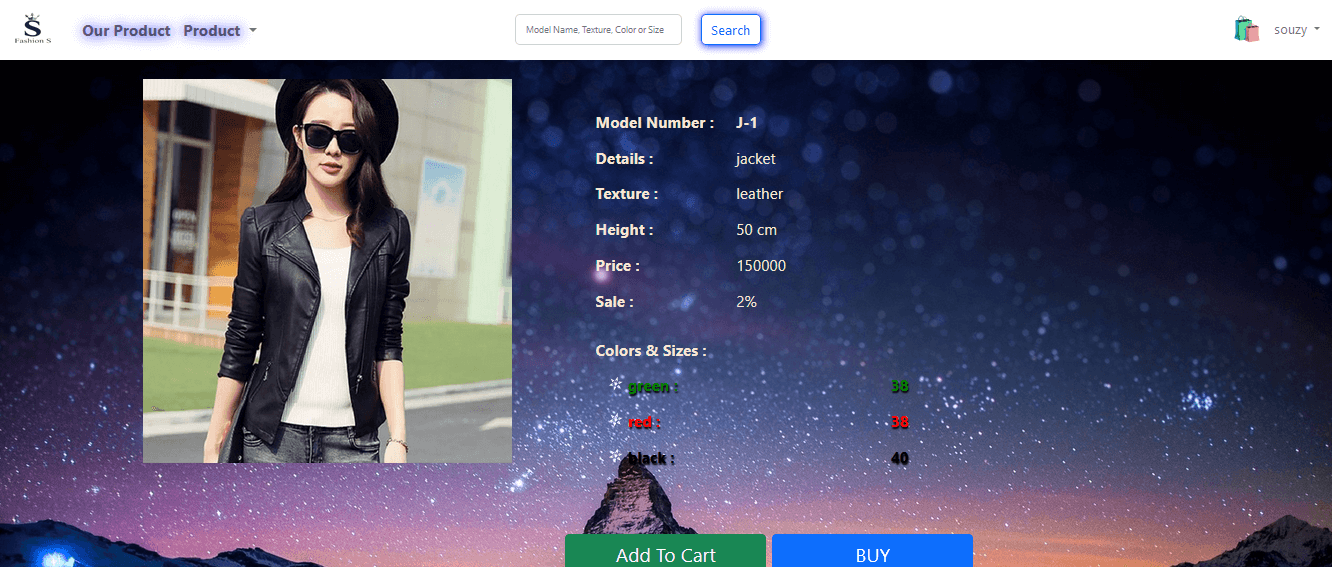 S
Fashion S
Our Product Product
Model Name, Texture, Color or Size
Search
souzy
OPEN
Model Number : J-1
Details : jacket
Texture : leather
Height : 50 cm
Price : 150000
Sale : 2%
Colors & Sizes :
green : 38
red : 38
black : 40
Add To Cart BUY